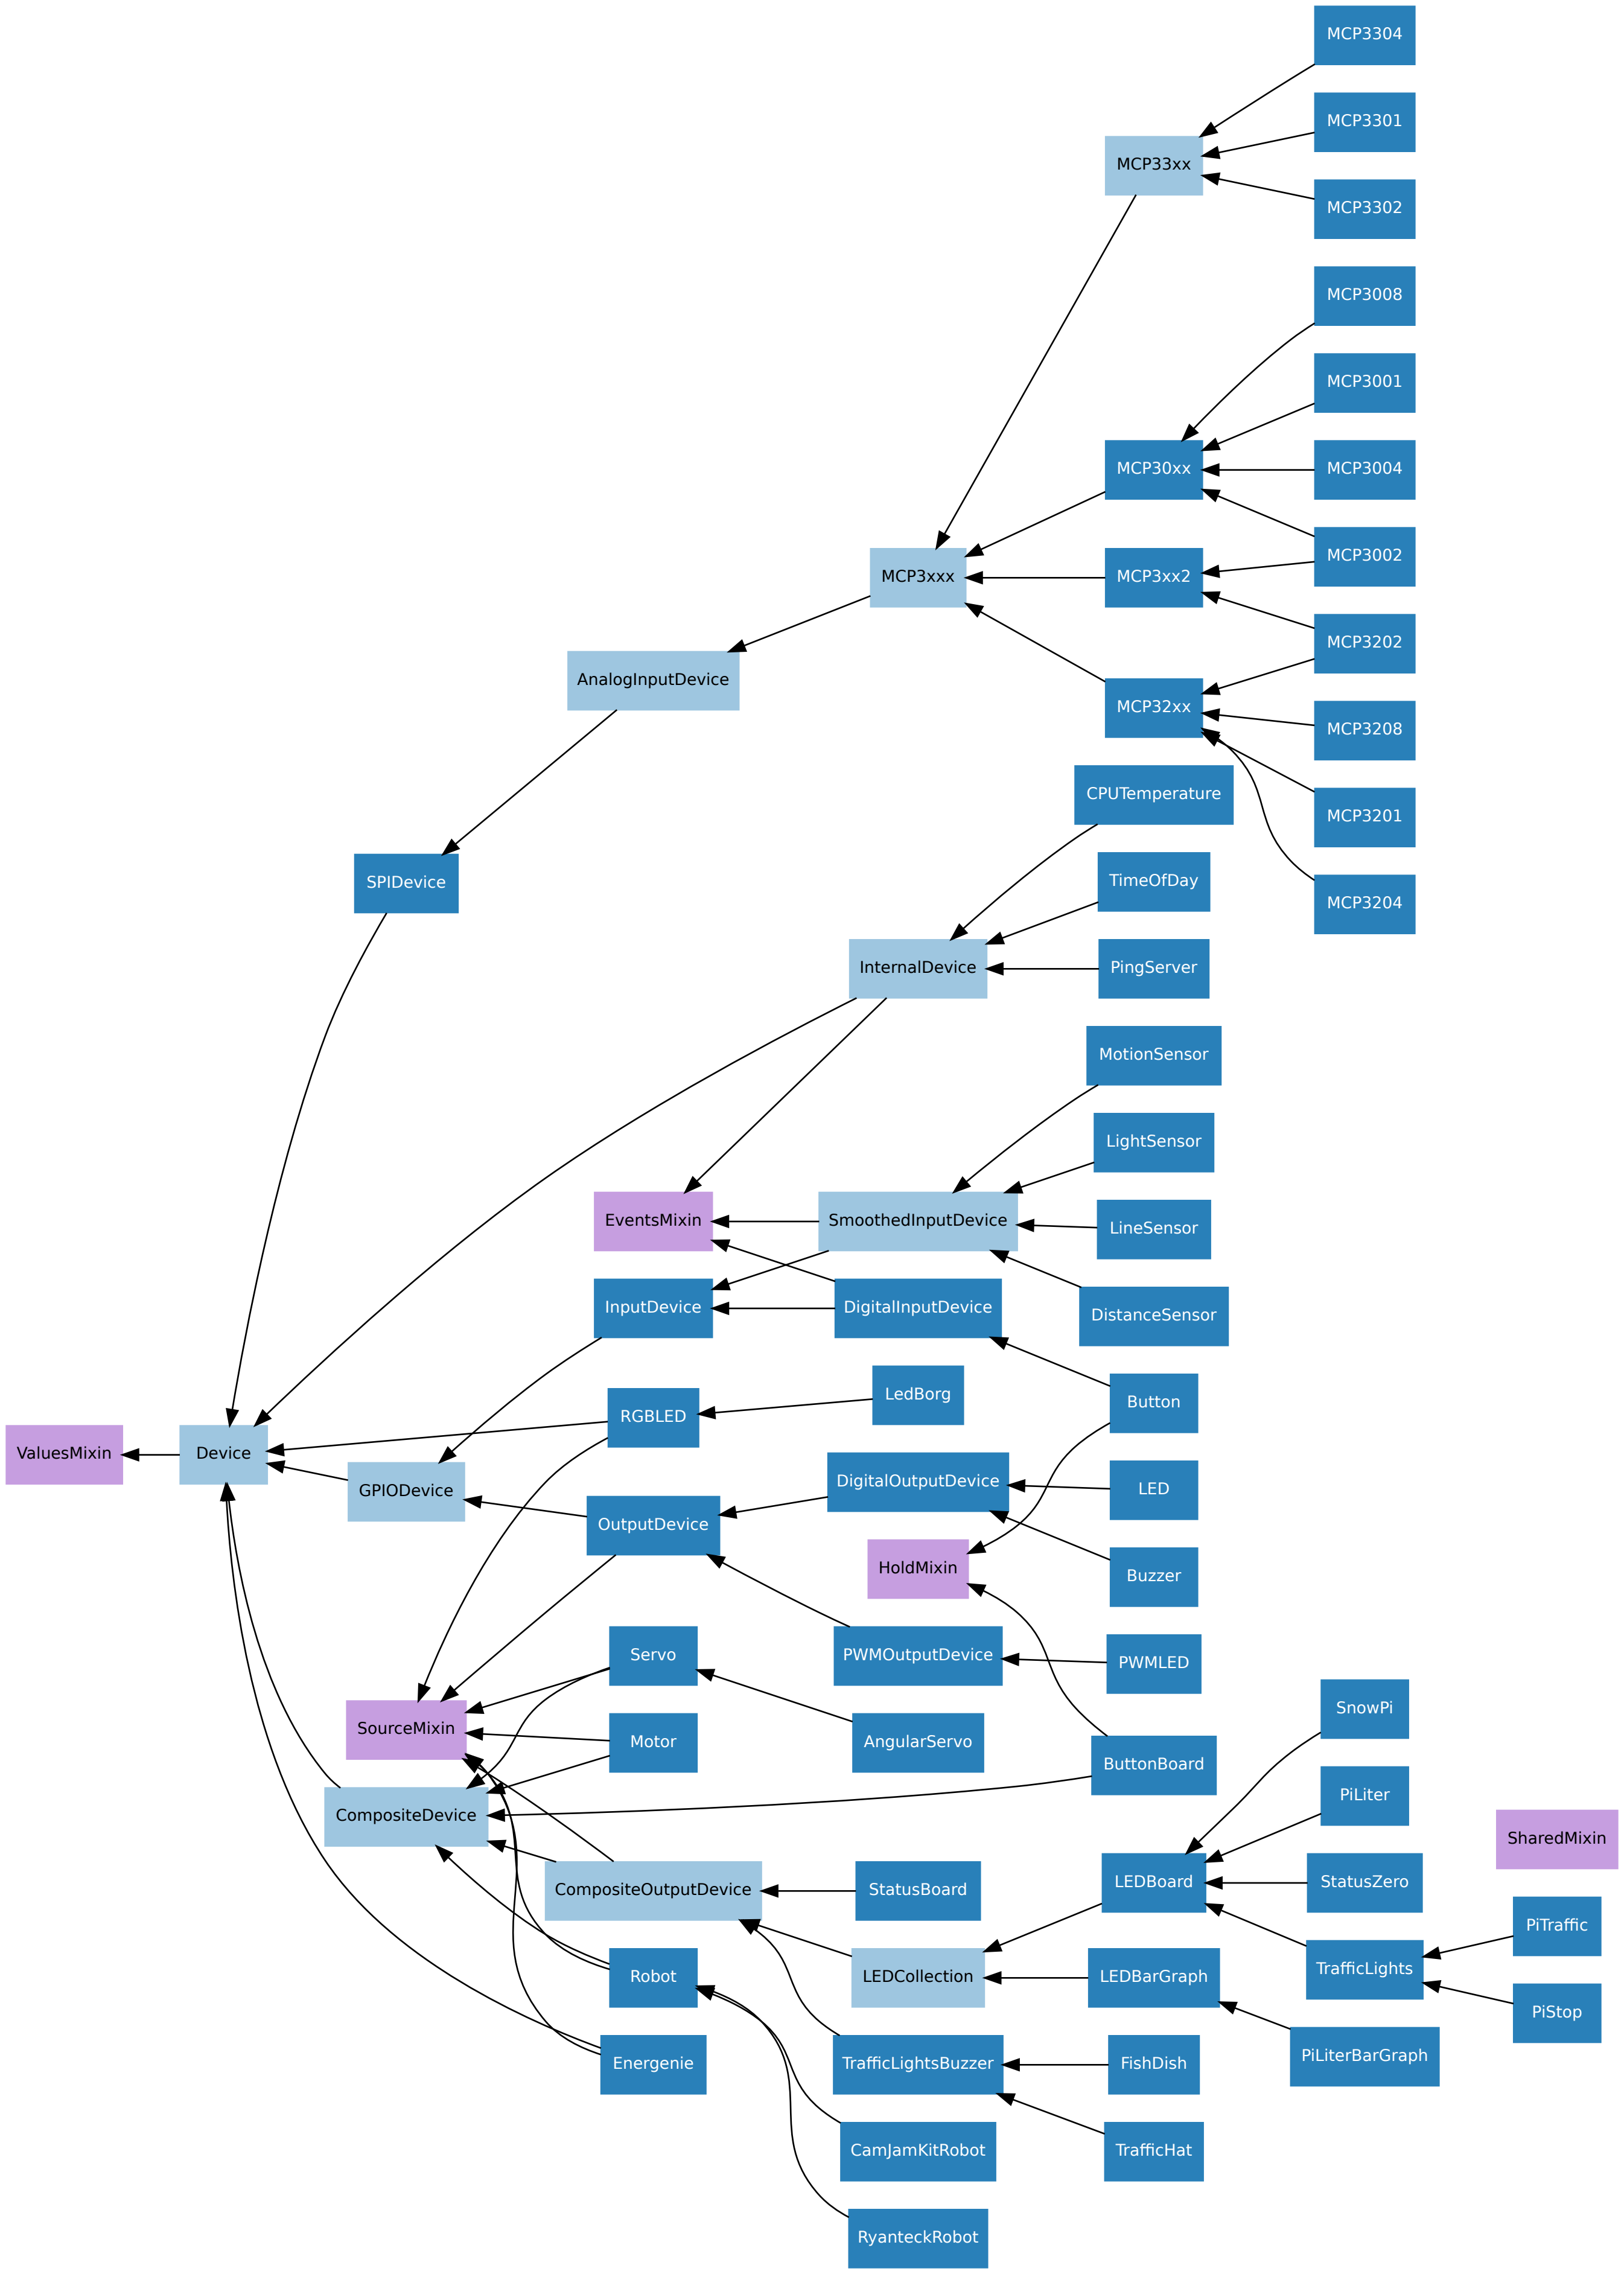 MCP3304
MCP3301
MCP33xx
MCP3302
MCP3008
MCP3001
MCP30xx
MCP3004
MCP3002
MCP3xxx
MCP3xx2
MCP3202
AnalogInputDevice
MCP32xx
MCP3208
CPUTemperature
MCP3201
SPIDevice
TimeOfDay
MCP3204
InternalDevice
PingServer
MotionSensor
LightSensor
EventsMixin
SmoothedInputDevice
LineSensor
InputDevice
DigitalInputDevice
DistanceSensor
LedBorg
Button
RGBLED
ValuesMixin
Device
GPIODevice
DigitalOutputDevice
LED
OutputDevice
HoldMixin
Buzzer
Servo
PWMOutputDevice
PWMLED
SnowPi
SourceMixin
Motor
AngularServo
ButtonBoard
PiLiter
CompositeDevice
SharedMixin
CompositeOutputDevice
StatusBoard
LEDBoard
StatusZero
PiTraffic
Robot
LEDCollection
LEDBarGraph
TrafficLights
PiStop
Energenie
TrafficLightsBuzzer
FishDish
PiLiterBarGraph
CamJamKitRobot
TrafficHat
RyanteckRobot